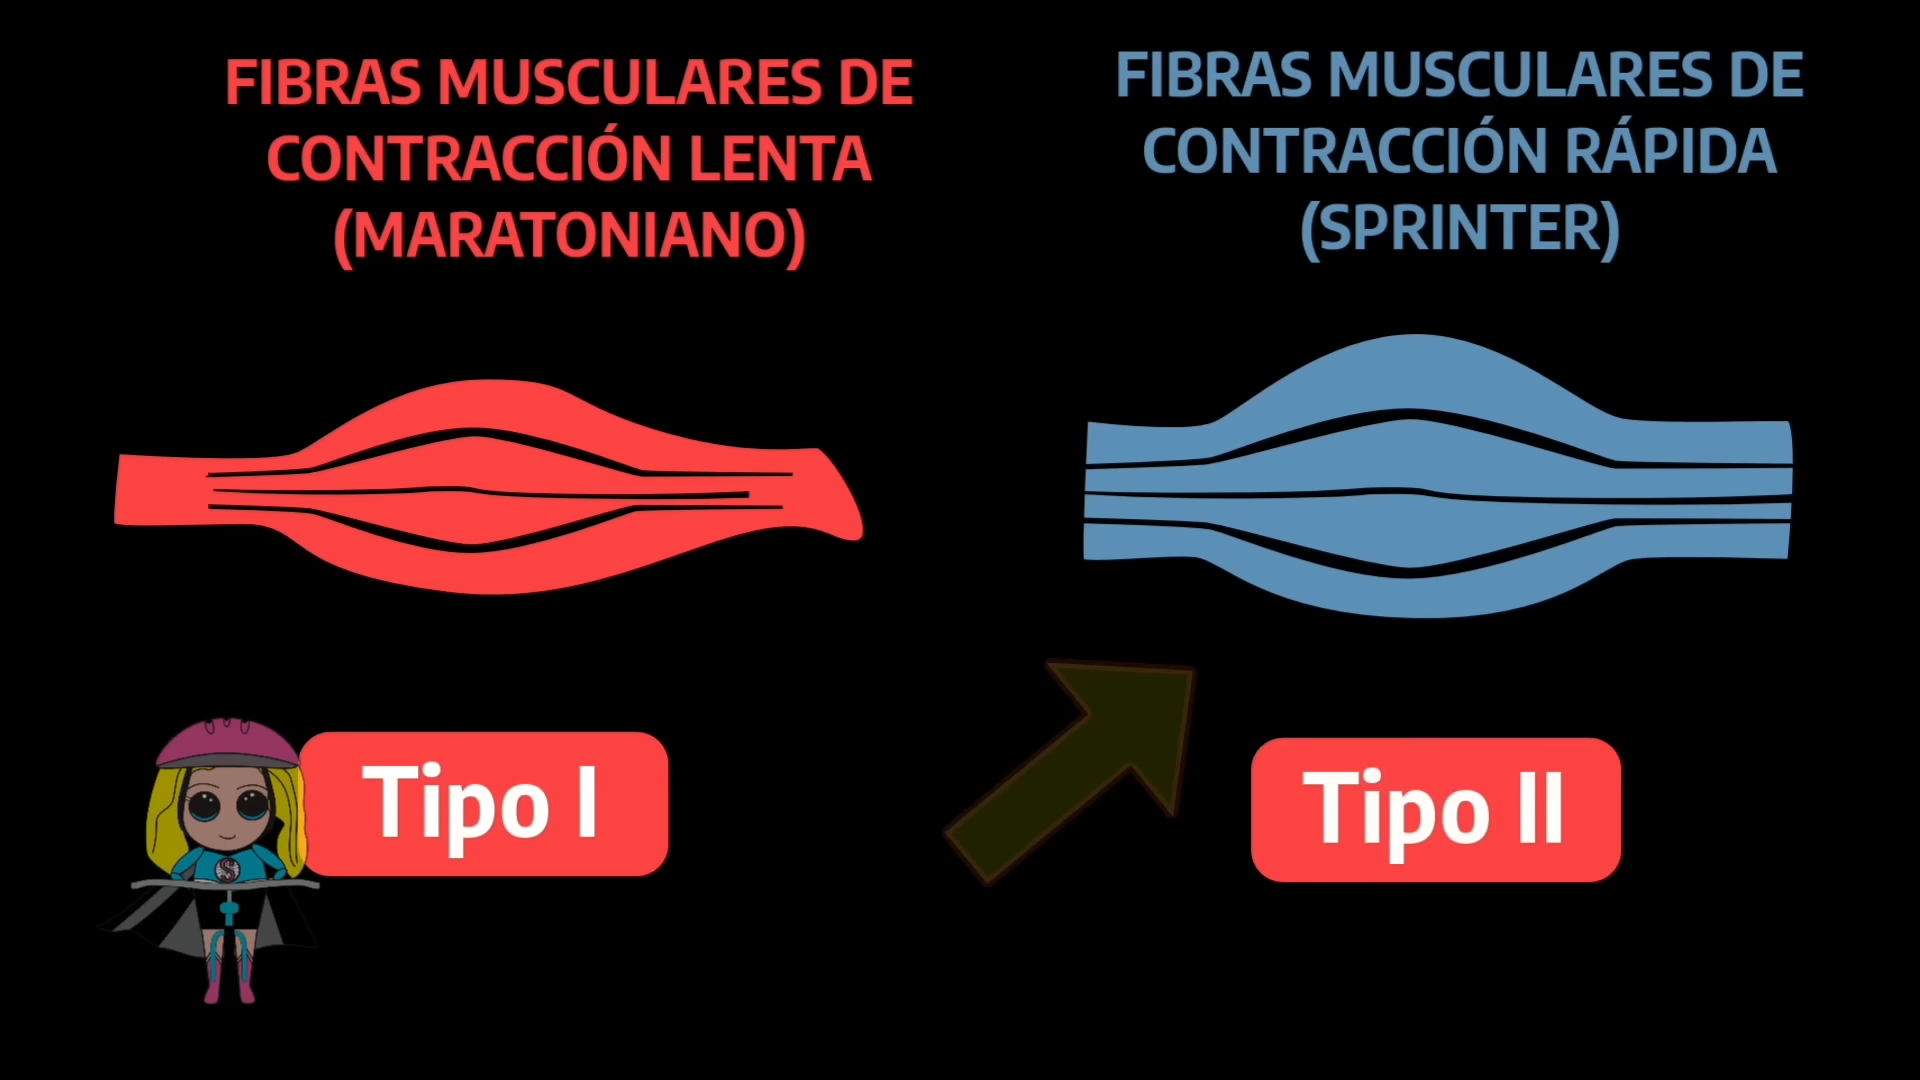 FIBRAS MUSCULARES DE
CONTRACCIÓN LENTA
(MARATONIANO)
FIBRAS MUSCULARES DE
CONTRACCIÓN RÁPIDA
(SPRINTER)
Tipo I
Tipo II
S